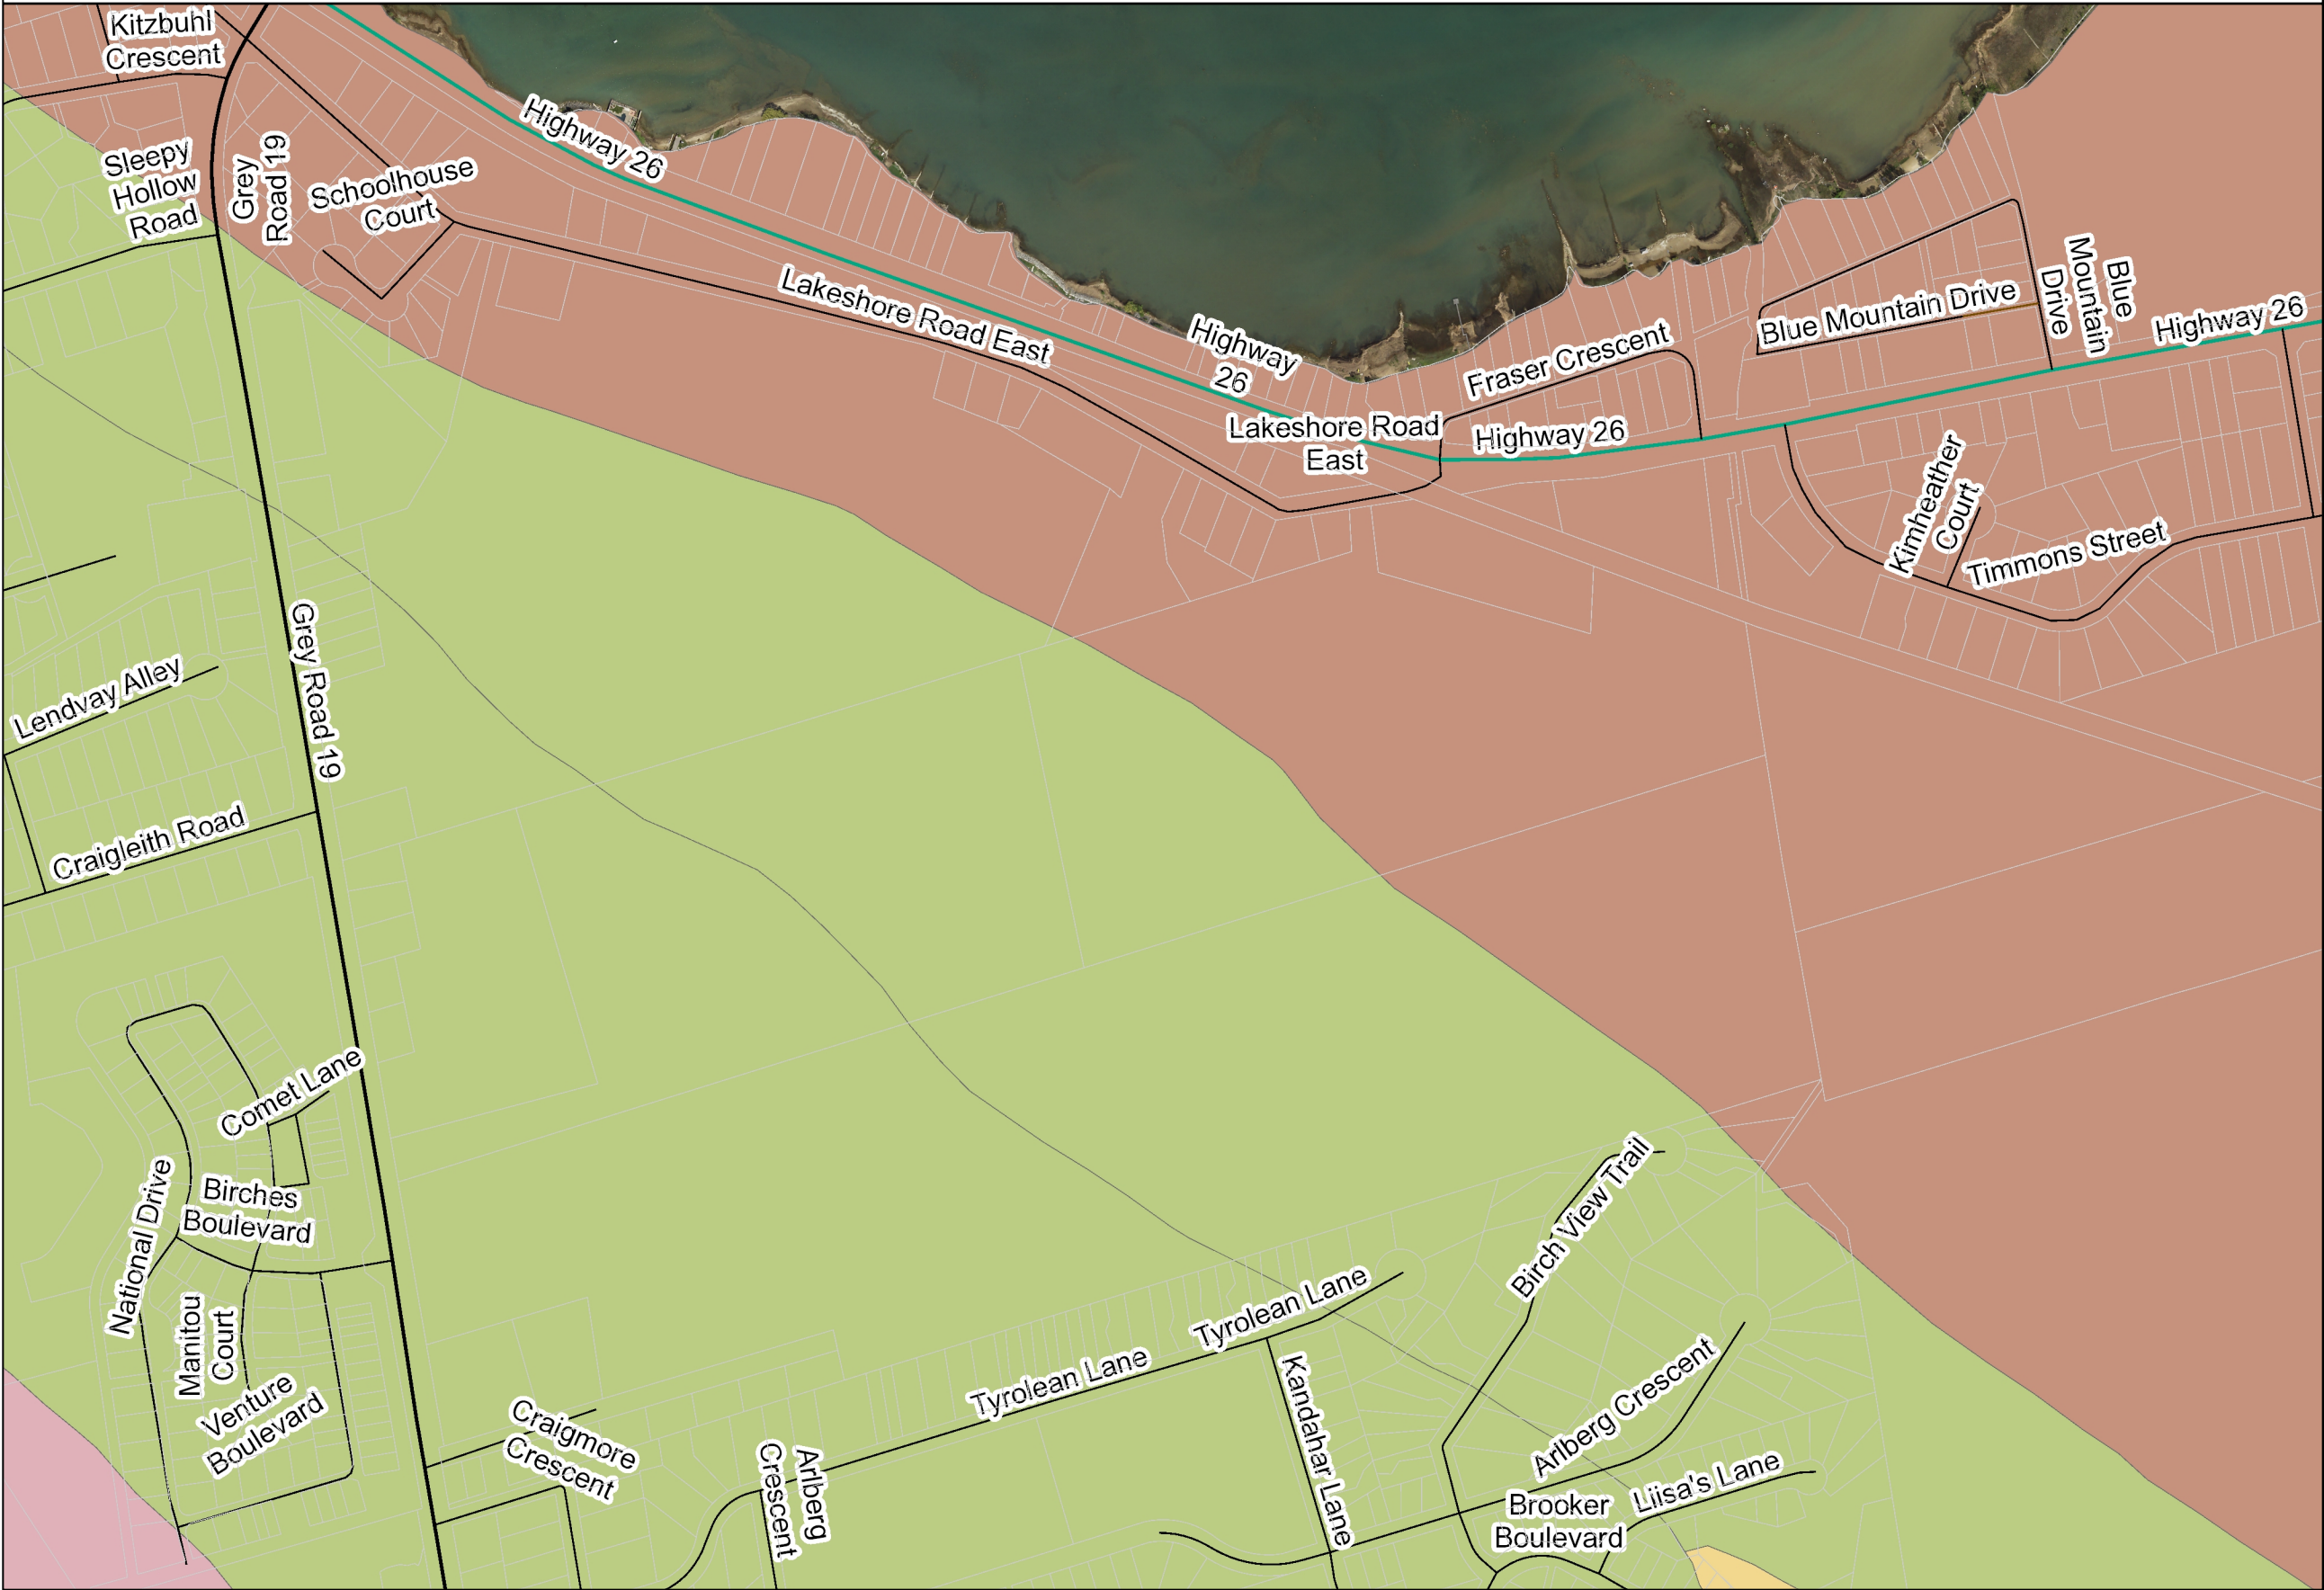 Kitzbuhl
Crescent
Highway 26
Sleepy
Hollow
Road
Grey
Road 19
Schoolhouse
Court
Lakeshore Road East
Highway
26
Blue
Mountain
Drive
Blue Mountain Drive
Highway 26
Fraser Crescent
Lakeshore Road
East
Highway 26
Kimheather
Court
Timmons Street
Grey Road 19
Lendvay Alley
Craigleith Road
Comet Lane
National Drive
Birches
Boulevard
Birch View Trail
Manitou
Court
Tyrolean Lane
Tyrolean Lane
Venture
Boulevard
Craigmore
Crescent
Arlberg
Crescent
Kandahar Lane
Arlberg Crescent
Liisa's Lane
Brooker
Boulevard